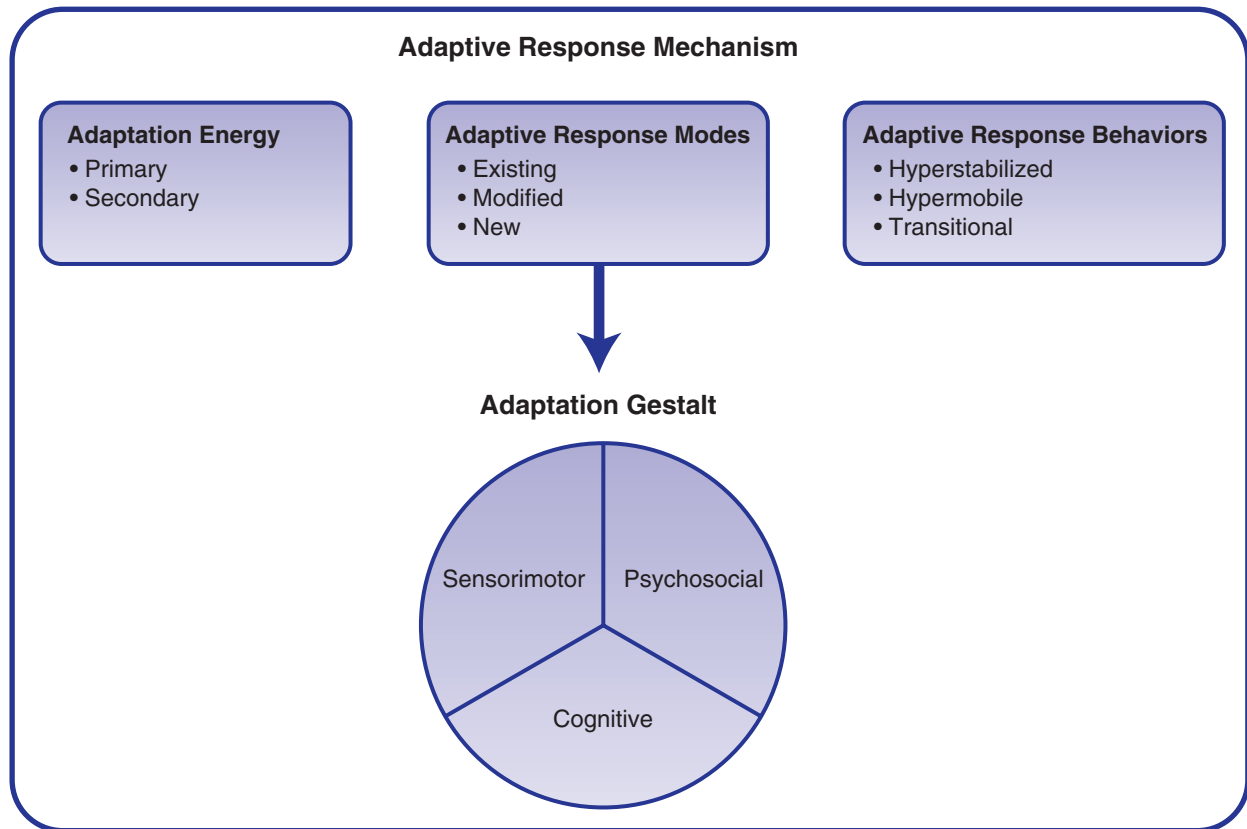 Adaptive Response Mechanism
Adaptation Energy
• Primary
• Secondary
Adaptive Response Modes
• Existing
• Modified
• New
Adaptive Response Behaviors
• Hyperstabilized
• Hypermobile
• Transitional
Adaptation Gestalt
Sensorimotor
Psychosocial
Cognitive